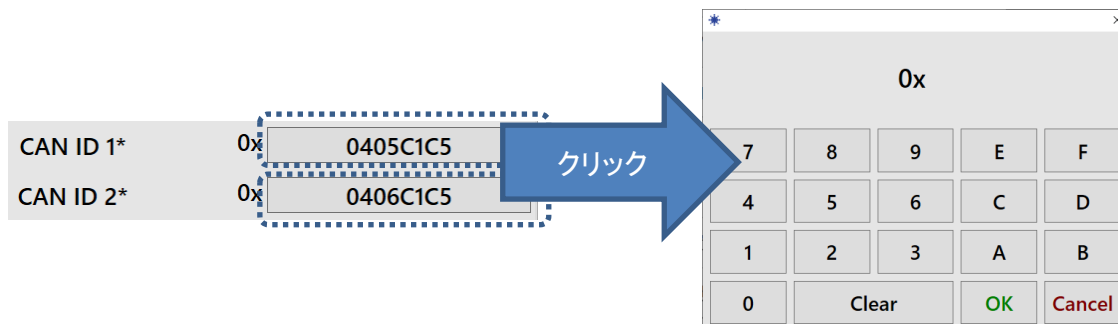 CAN ID 1* 0x 0405C1C5
CAN ID 2* 0x 0406C1C5
クリック
0x
7 8 9 E F
4 5 6 C D
1 2 3 A B
0 Clear OK Cancel